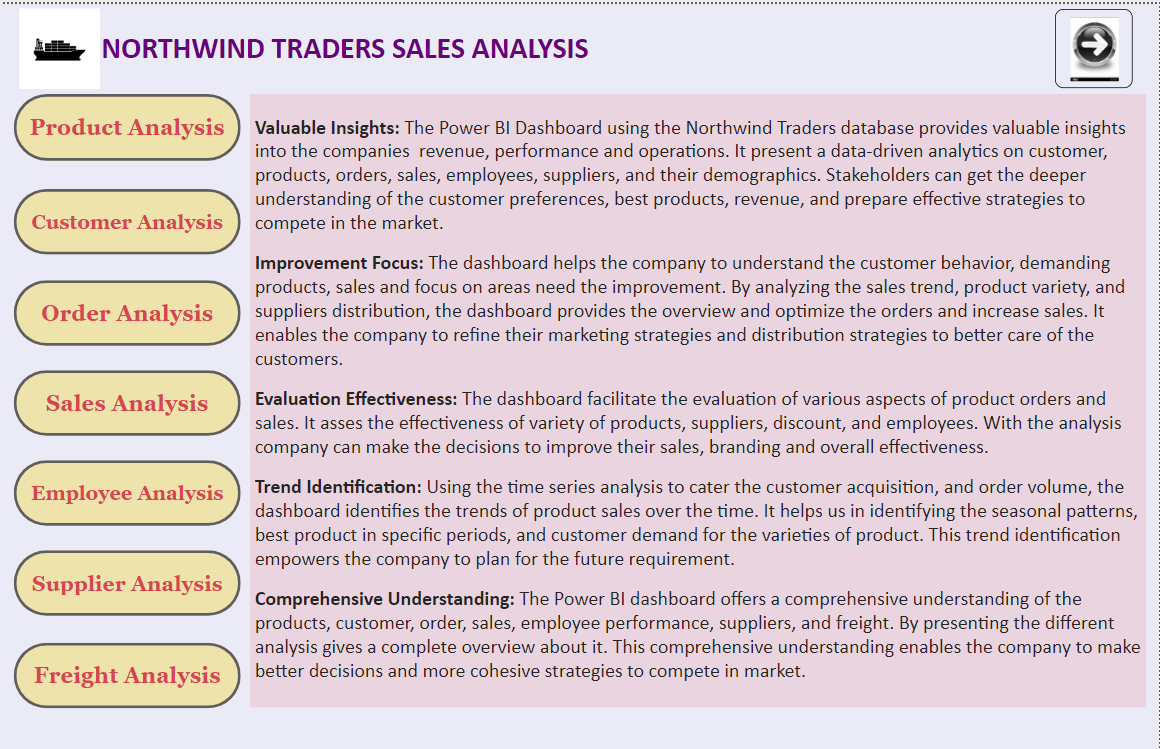 NORTHWIND TRADERS SALES ANALYSIS
Product Analysis
Customer Analysis
Order Analysis
Sales Analysis
Employee Analysis
Supplier Analysis
Freight Analysis
Valuable Insights: The Power BI Dashboard using the Northwind Traders database provides valuable insights
into the companies  revenue, performance and operations. It present a data-driven analytics on customer,
products, orders, sales, employees, suppliers, and their demographics. Stakeholders can get the deeper
understanding of the customer preferences, best products, revenue, and prepare effective strategies to
compete in the market.
Improvement Focus: The dashboard helps the company to understand the customer behavior, demanding
products, sales and focus on areas need the improvement. By analyzing the sales trend, product variety, and
suppliers distribution, the dashboard provides the overview and optimize the orders and increase sales. It
enables the company to refine their marketing strategies and distribution strategies to better care of the
customers.
Evaluation Effectiveness: The dashboard facilitate the evaluation of various aspects of product orders and
sales. It asses the effectiveness of variety of products, suppliers, discount, and employees. With the analysis
company can make the decisions to improve their sales, branding and overall effectiveness.
Trend Identification: Using the time series analysis to cater the customer acquisition, and order volume, the
dashboard identifies the trends of product sales over the time. It helps us in identifying the seasonal patterns,
best product in specific periods, and customer demand for the varieties of product. This trend identification
empowers the company to plan for the future requirement.
Comprehensive Understanding: The Power BI dashboard offers a comprehensive understanding of the
products, customer, order, sales, employee performance, suppliers, and freight. By presenting the different
analysis gives a complete overview about it. This comprehensive understanding enables the company to make
better decisions and more cohesive strategies to compete in market.